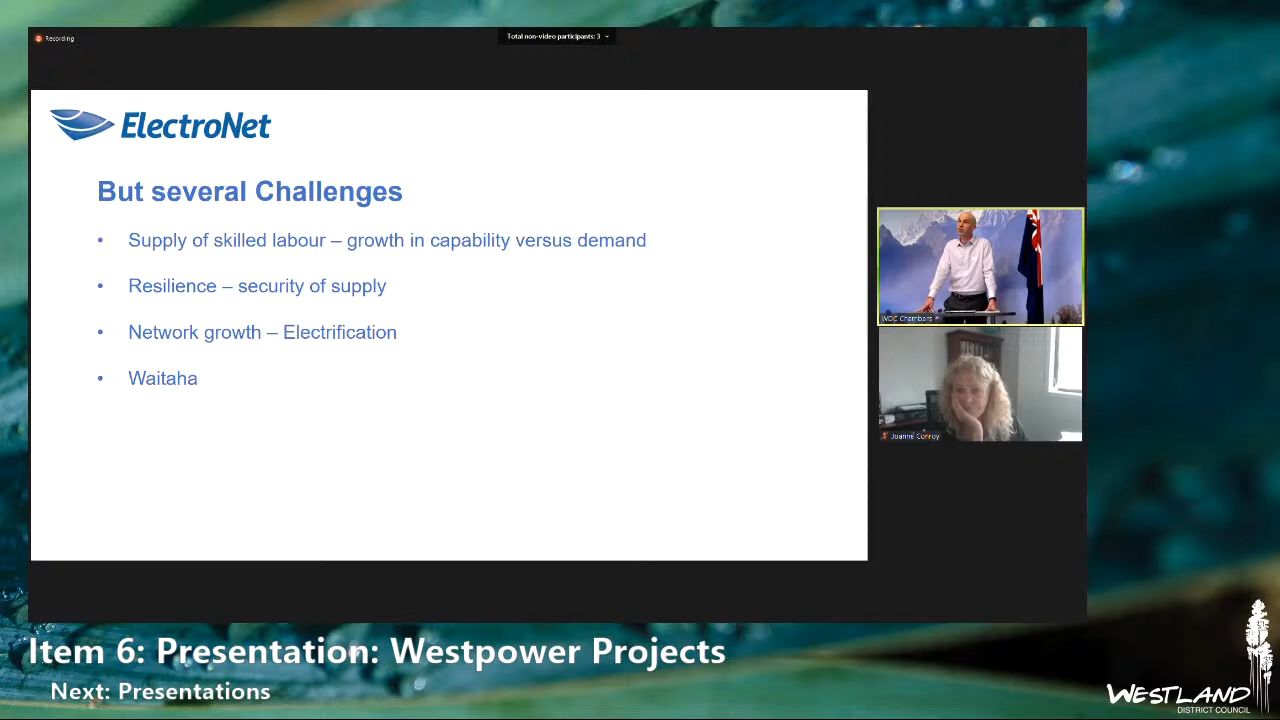 Recording
Total non-video participants: 3
ElectroNet
But several Challenges
• Supply of skilled labour – growth in capability versus demand
• Resilience – security of supply
• Network growth – Electrification
• Waitaha
WDC Chambers
Joanne Conroy
Item 6: Presentation: Westpower Projects
Next: Presentations
WESTLAND
DISTRICT COUNCIL